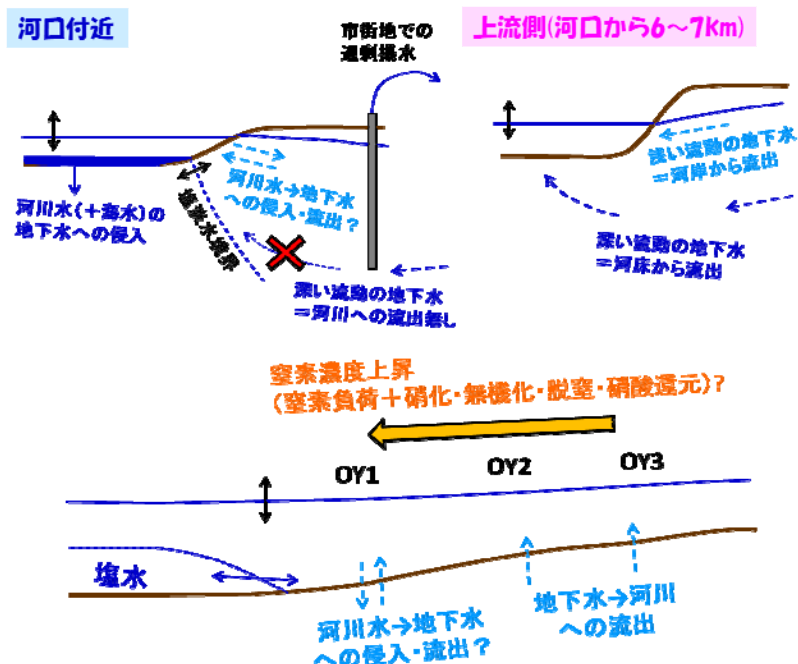 河口付近
市街地での
過剰揚水
河川水→地下水
への侵入・流出？
塩淡水境界
河川水(＋海水)の
地下水への侵入
深い流動の地下水
＝河川への流出無し
上流側(河口から6～7km)
浅い流動の地下水
＝河岸から流出
深い流動の地下水
＝河床から流出
窒素濃度上昇
(窒素負荷＋硝化・無機化・脱窒・硝酸還元)？
OY1
OY2
OY3
塩水
河川水→地下水
への侵入・流出？
地下水→河川
への流出